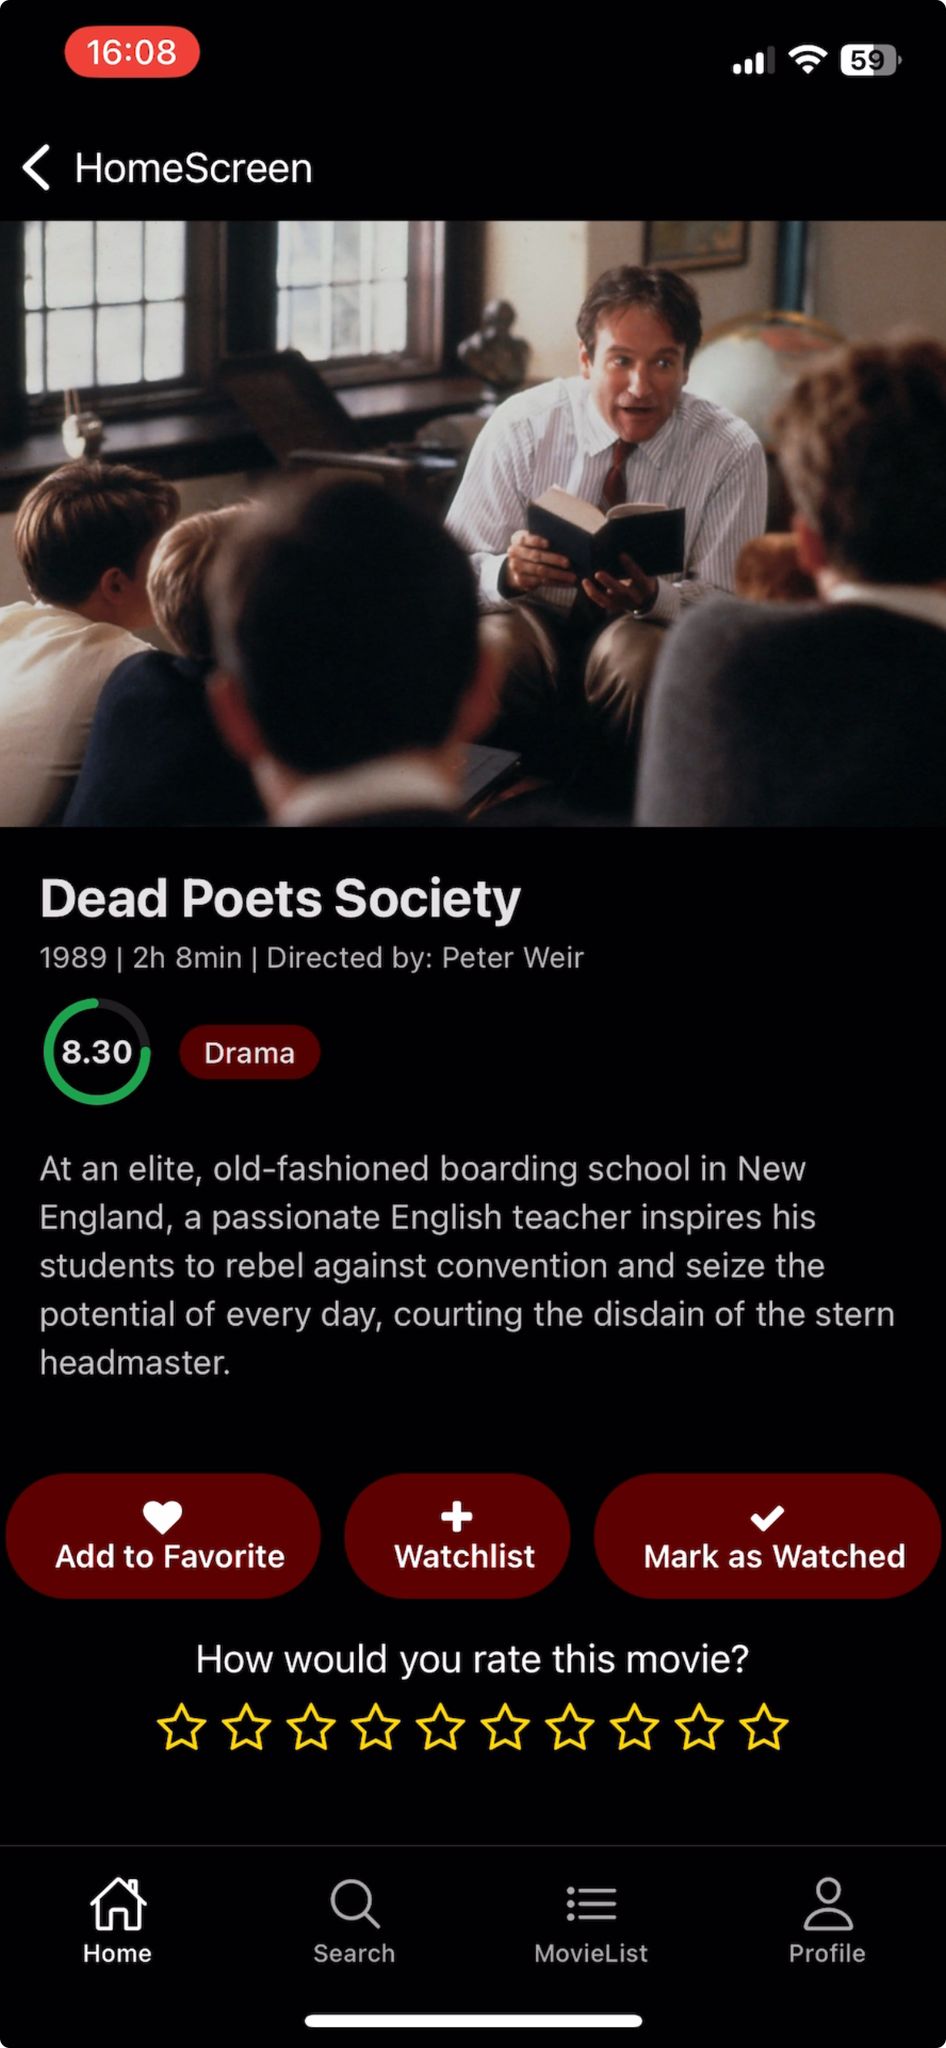 16:08
59
HomeScreen
Dead Poets Society
1989 | 2h 8min | Directed by: Peter Weir
8.30
Drama
At an elite, old-fashioned boarding school in New
England, a passionate English teacher inspires his
students to rebel against convention and seize the
potential of every day, courting the disdain of the stern
headmaster.
Add to Favorite
Watchlist
Mark as Watched
How would you rate this movie?
Home
Search
MovieList
Profile